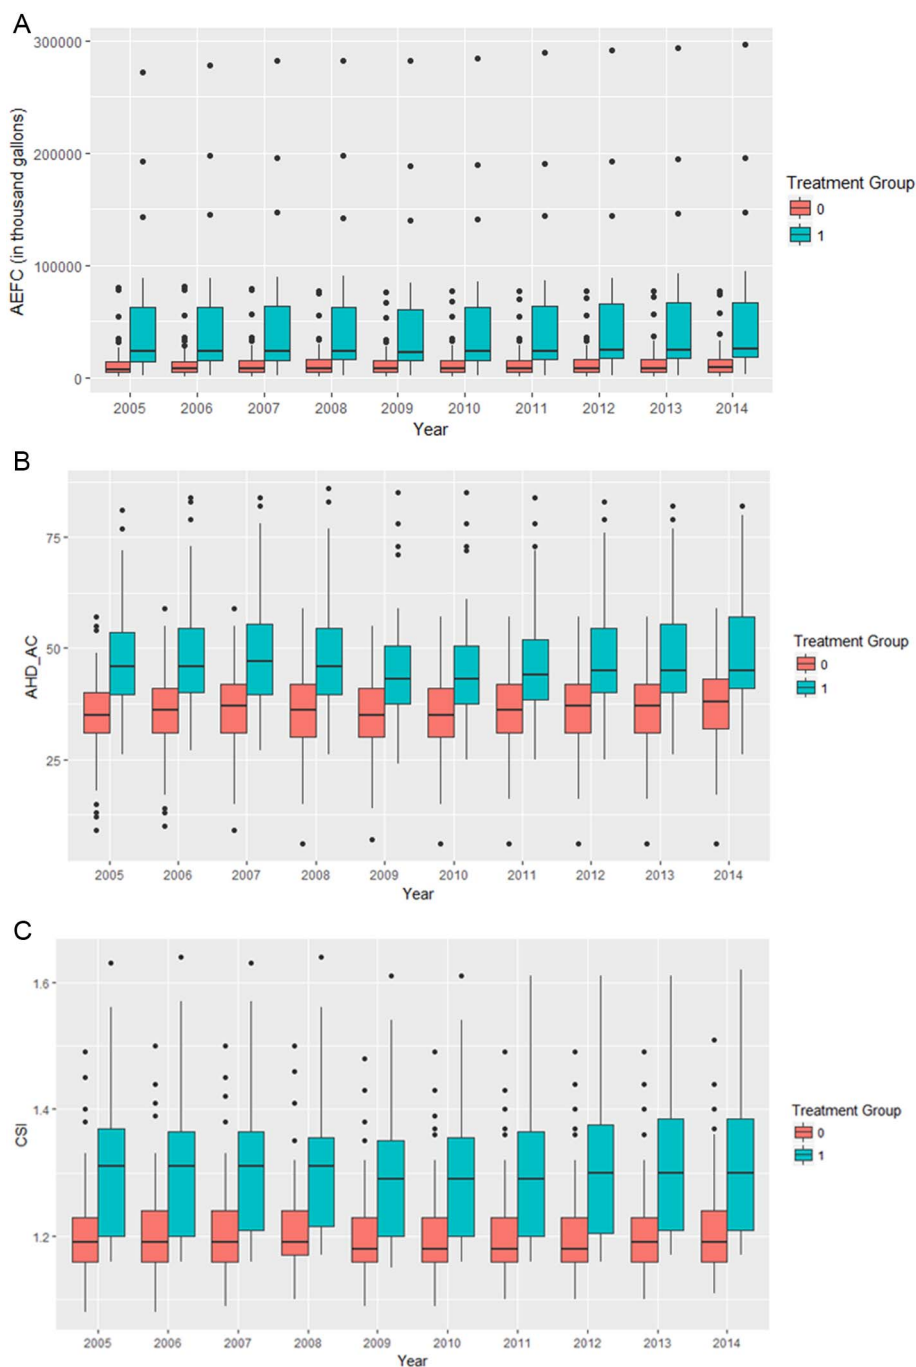 A
300000
200000
100000
0
AEFC (in thousand gallons)
2005 2006 2007 2008 2009 2010 2011 2012 2013 2014
Year
Treatment Group
0
1
B
75
50
25
AHD_AC
2005 2006 2007 2008 2009 2010 2011 2012 2013 2014
Year
Treatment Group
0
1
C
1.6
1.4
1.2
CSI
2005 2006 2007 2008 2009 2010 2011 2012 2013 2014
Year
Treatment Group
0
1